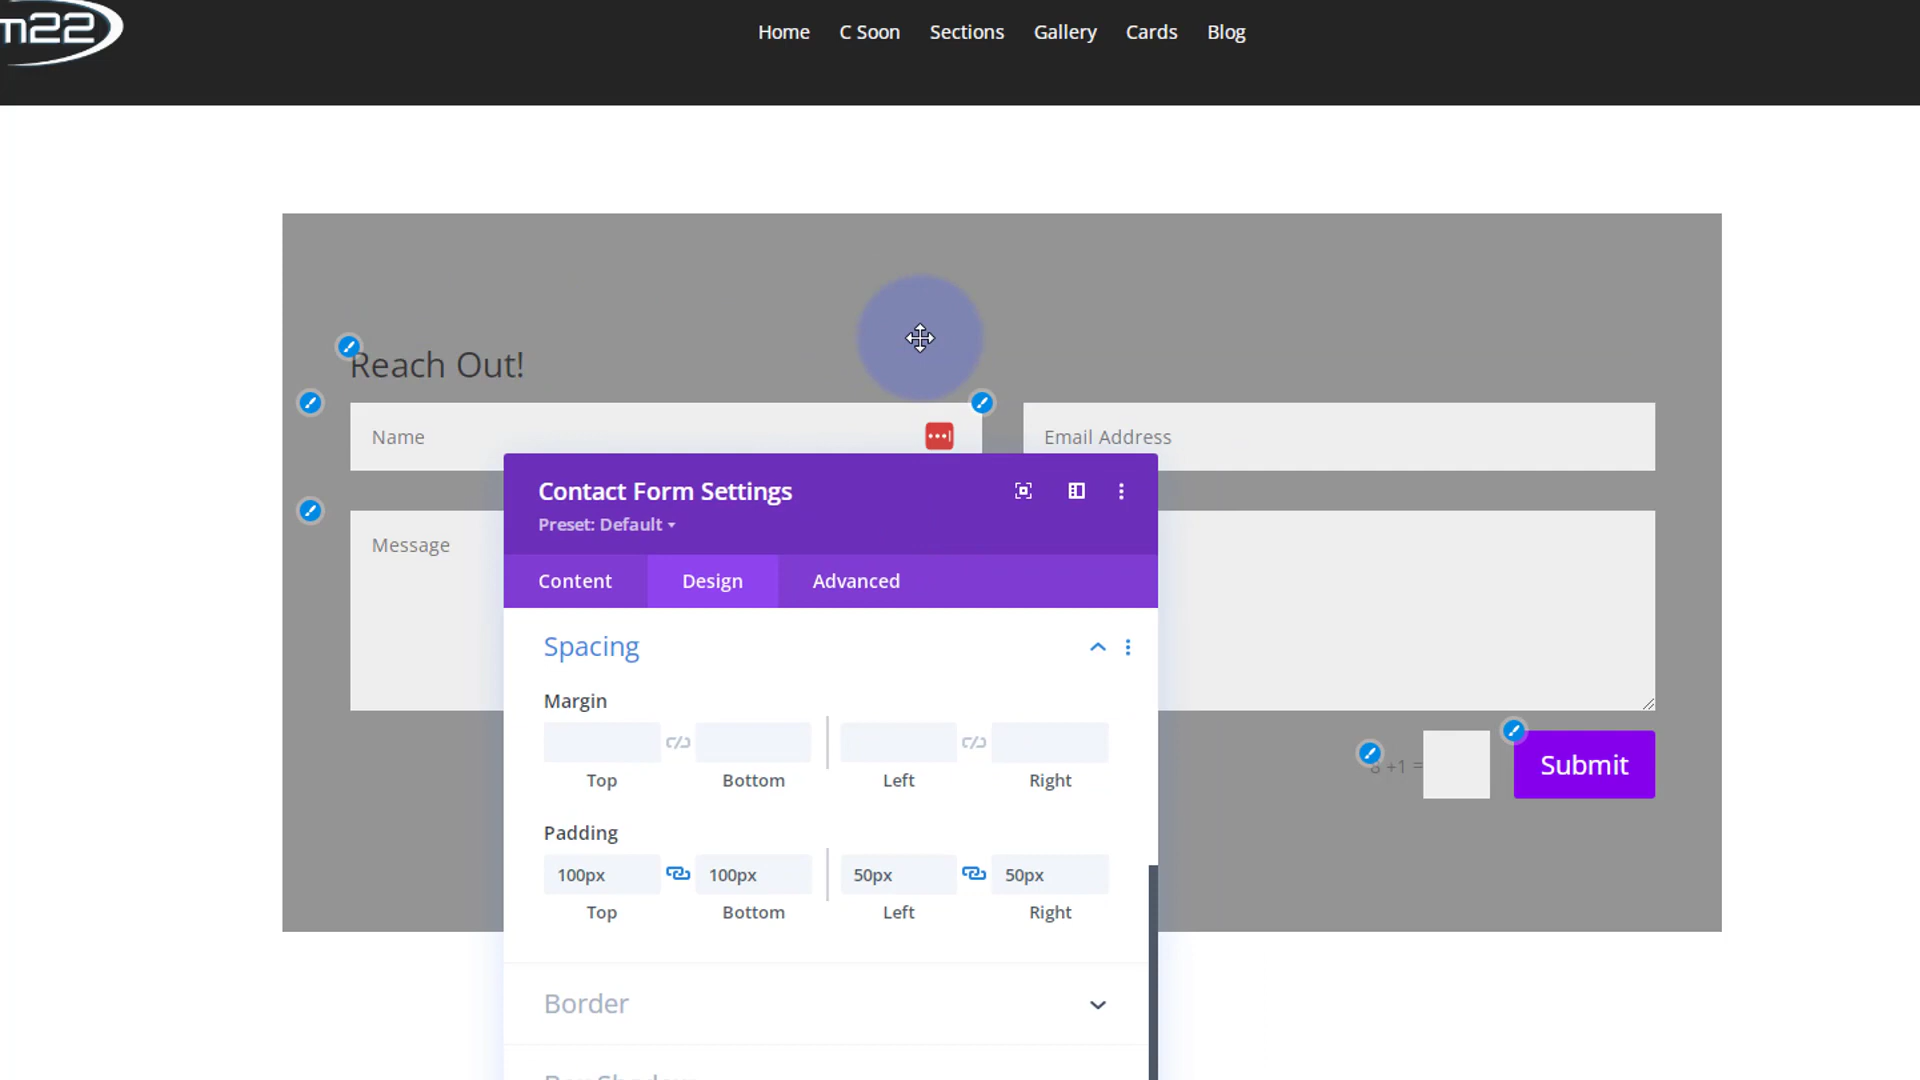 m22
Home C Soon Sections Gallery Cards Blog
Reach Out!
Name
Email Address
Contact Form Settings
Preset: Default
Content Design Advanced
Message
Spacing
Margin
Top Bottom Left Right
Padding
100px 100px 50px 50px
Top Bottom Left Right
+1 =
Submit
Border